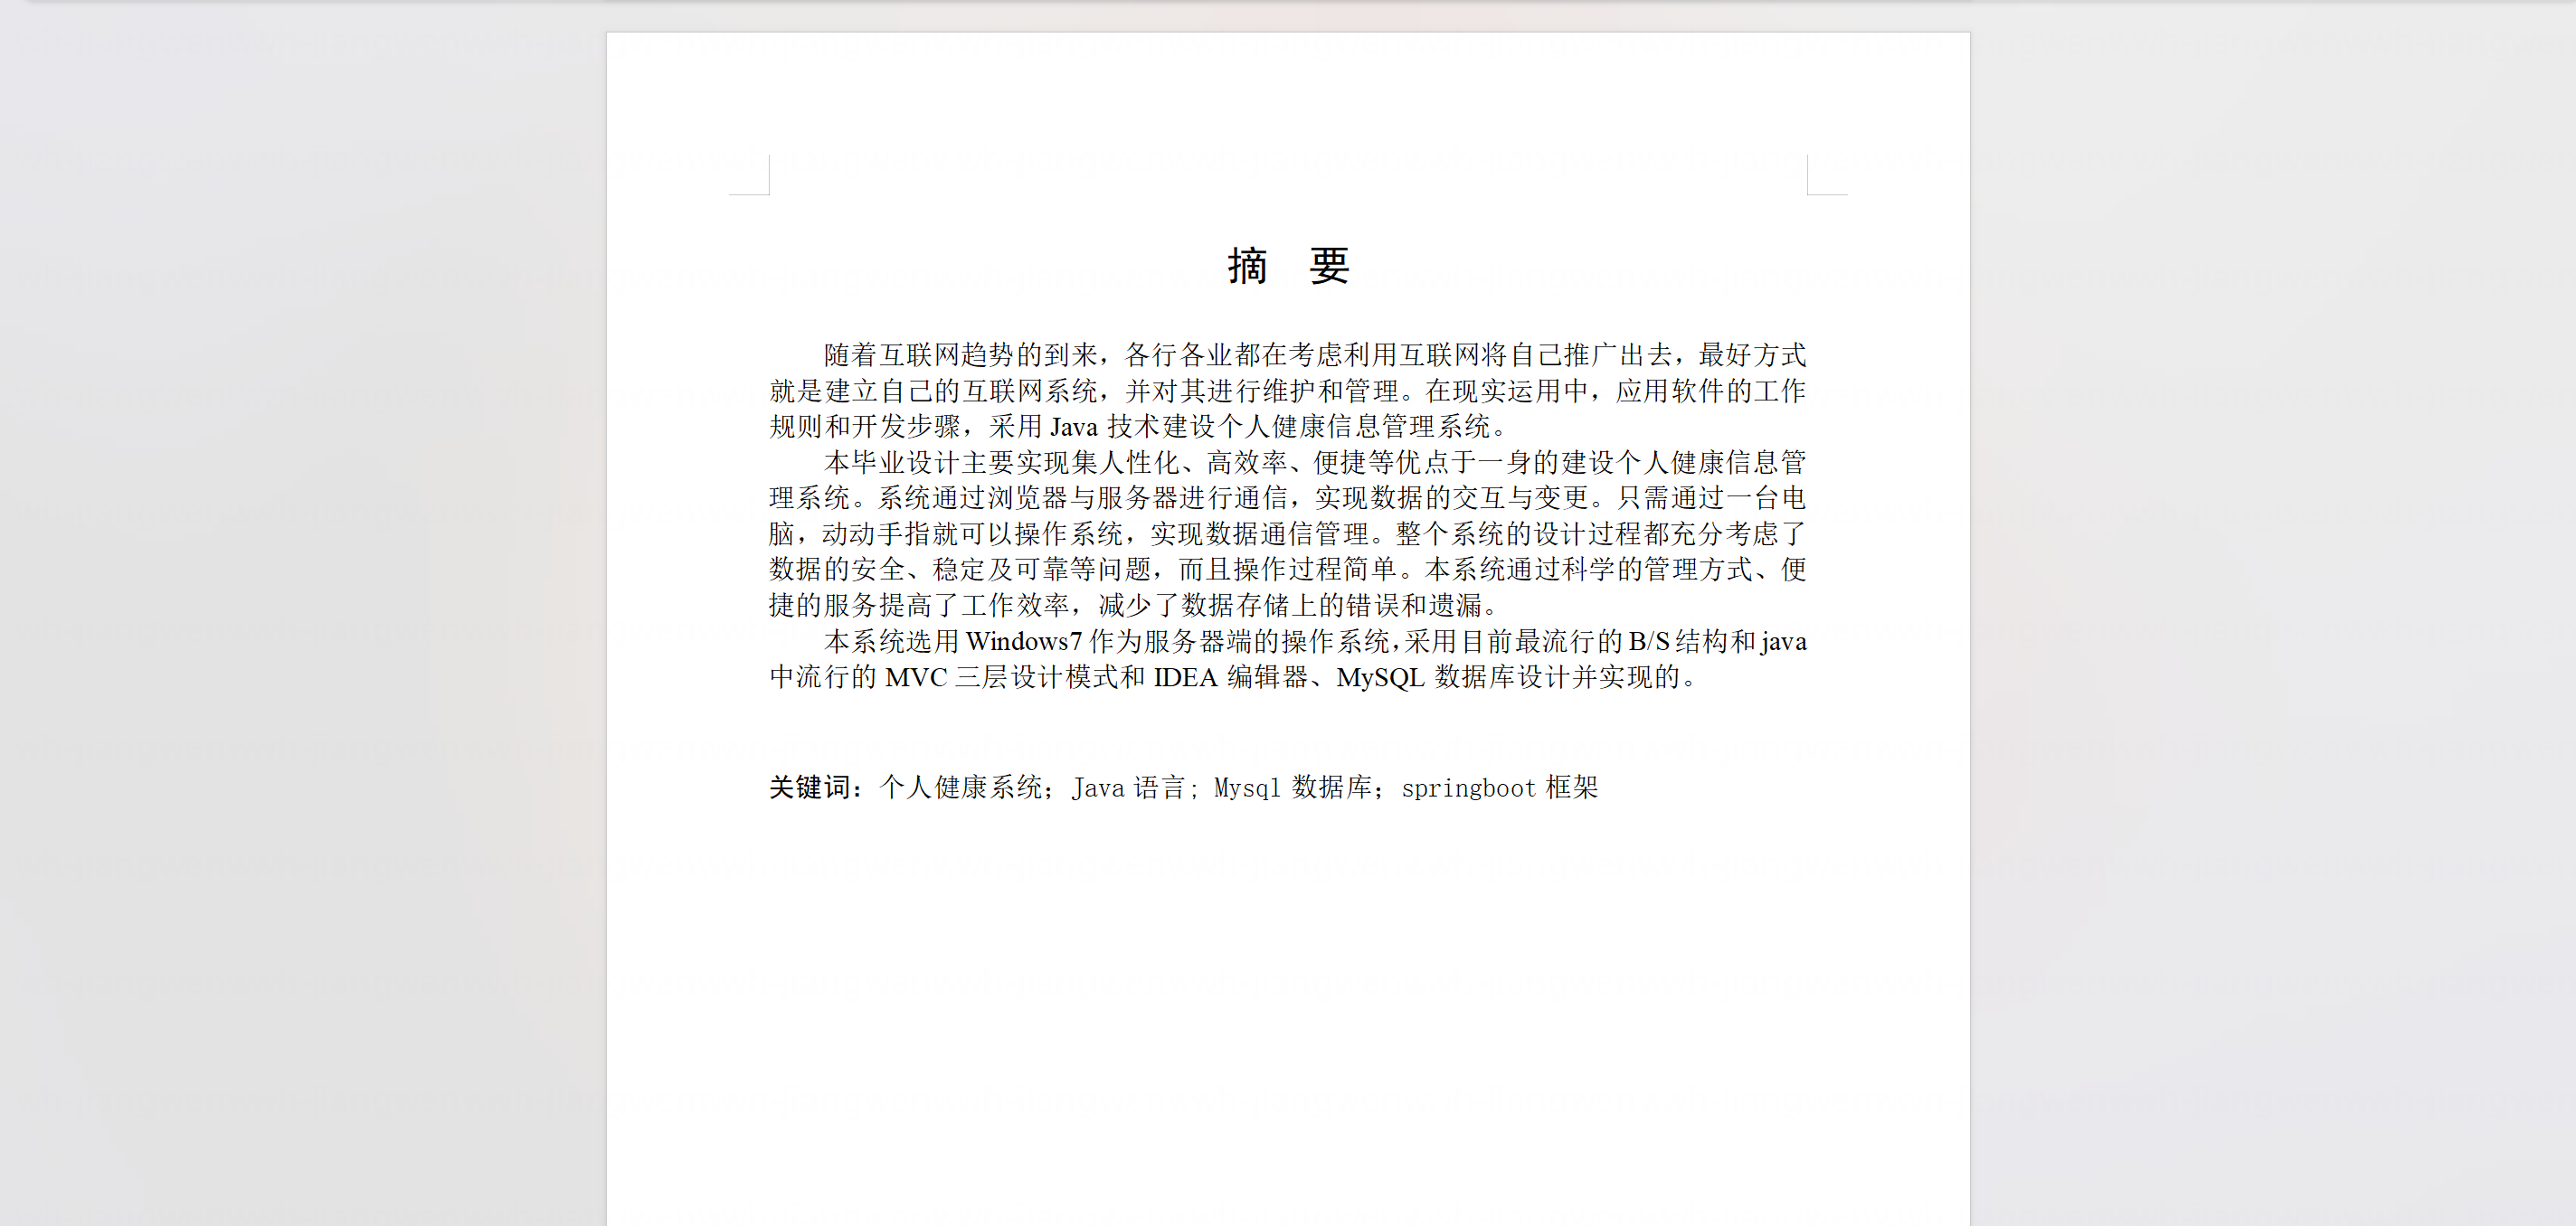 摘 要
随着互联网趋势的到来，各行各业都在考虑利用互联网将自己推广出去，最好方式
就是建立自己的互联网系统，并对其进行维护和管理。在现实运用中，应用软件的工作
规则和开发步骤，采用 Java 技术建设个人健康信息管理系统。
本毕业设计主要实现集人性化、高效率、便捷等优点于一身的建设个人健康信息管
理系统。系统通过浏览器与服务器进行通信，实现数据的交互与变更。只需通过一台电
脑，动动手指就可以操作系统，实现数据通信管理。整个系统的设计过程都充分考虑了
数据的安全、稳定及可靠等问题，而且操作过程简单。本系统通过科学的管理方式、便
捷的服务提高了工作效率，减少了数据存储上的错误和遗漏。
本系统选用 Windows7 作为服务器端的操作系统，采用目前最流行的 B/S 结构和 java
中流行的 MVC 三层设计模式和 IDEA 编辑器、MySQL 数据库设计并实现的。
关键词：个人健康系统；Java 语言；Mysql 数据库；springboot 框架